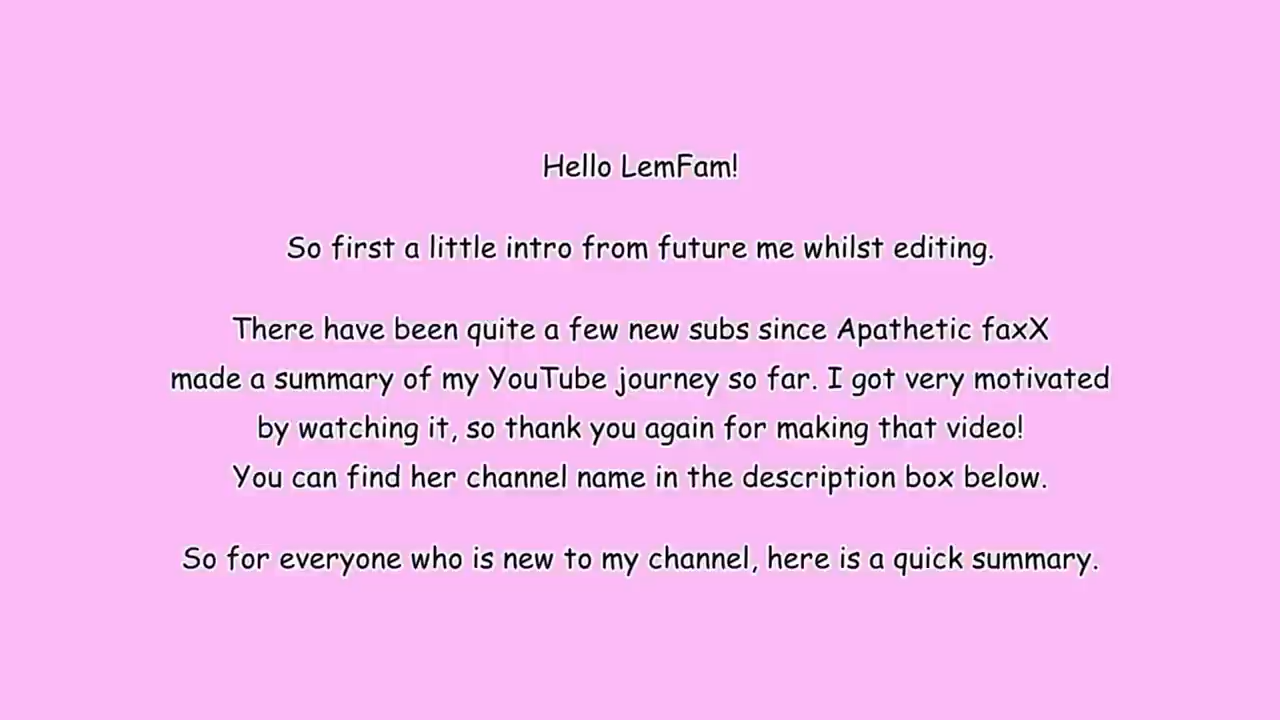 Hello LemFam!
So first a little intro from future me whilst editing.
There have been quite a few new subs since Apathetic faxX
made a summary of my YouTube journey so far. I got very motivated
by watching it, so thank you again for making that video!
You can find her channel name in the description box below.
So for everyone who is new to my channel, here is a quick summary.